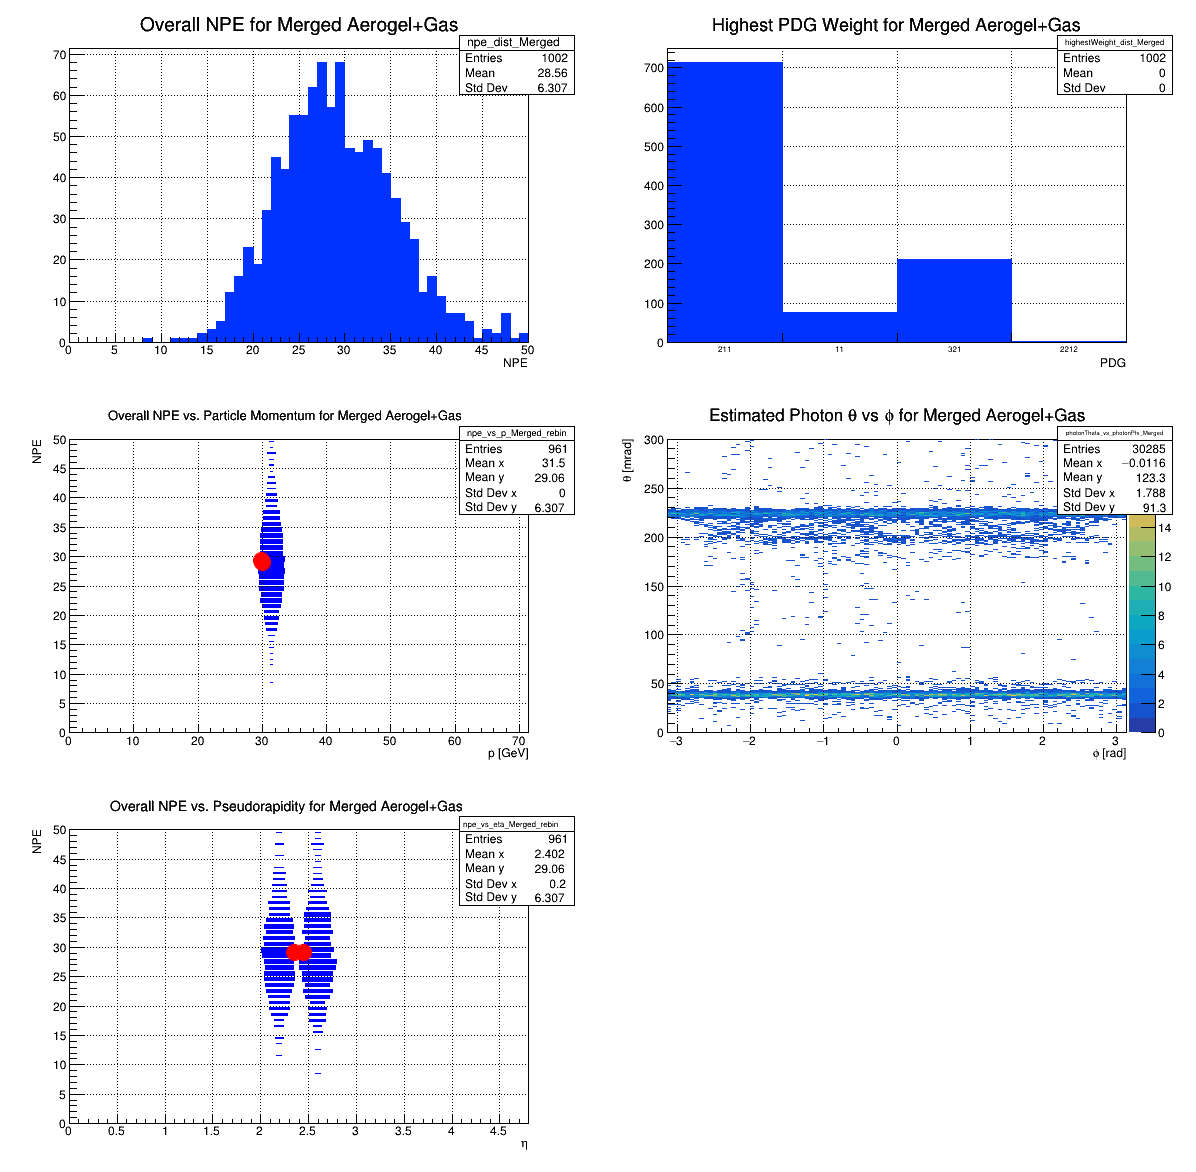 Overall NPE for Merged Aerogel+Gas
npe_dist_Merged
Entries 1002
Mean 28.56
Std Dev 6.307
70
60
50
40
30
20
10
0
0 5 10 15 20 25 30 35 40 45 50
NPE
Highest PDG Weight for Merged Aerogel+Gas
highestWeight_dist_Merged
Entries 1002
Mean 0
Std Dev 0
700
600
500
400
300
200
100
0
211 11 321 2212
PDG
Overall NPE vs. Particle Momentum for Merged Aerogel+Gas
npe_vs_p_Merged_rebin
Entries 961
Mean x 31.5
Mean y 29.06
Std Dev x 0
Std Dev y 6.307
NPE
50
45
40
35
30
25
20
15
10
5
0
0 10 20 30 40 50 60 70
p [GeV]
Estimated Photon θ vs ϕ for Merged Aerogel+Gas
photonTheta_vs_photonPhi_Merged
Entries 30285
Mean x −0.0116
Mean y 123.3
Std Dev x 1.788
Std Dev y 91.3
θ [mrad]
300
250
200
150
100
50
0
−3 −2 −1 0 1 2 3
ϕ [rad]
14
12
10
8
6
4
2
0
Overall NPE vs. Pseudorapidity for Merged Aerogel+Gas
npe_vs_eta_Merged_rebin
Entries 961
Mean x 2.402
Mean y 29.06
Std Dev x 0.2
Std Dev y 6.307
NPE
50
45
40
35
30
25
20
15
10
5
0
0 0.5 1 1.5 2 2.5 3 3.5 4 4.5
η